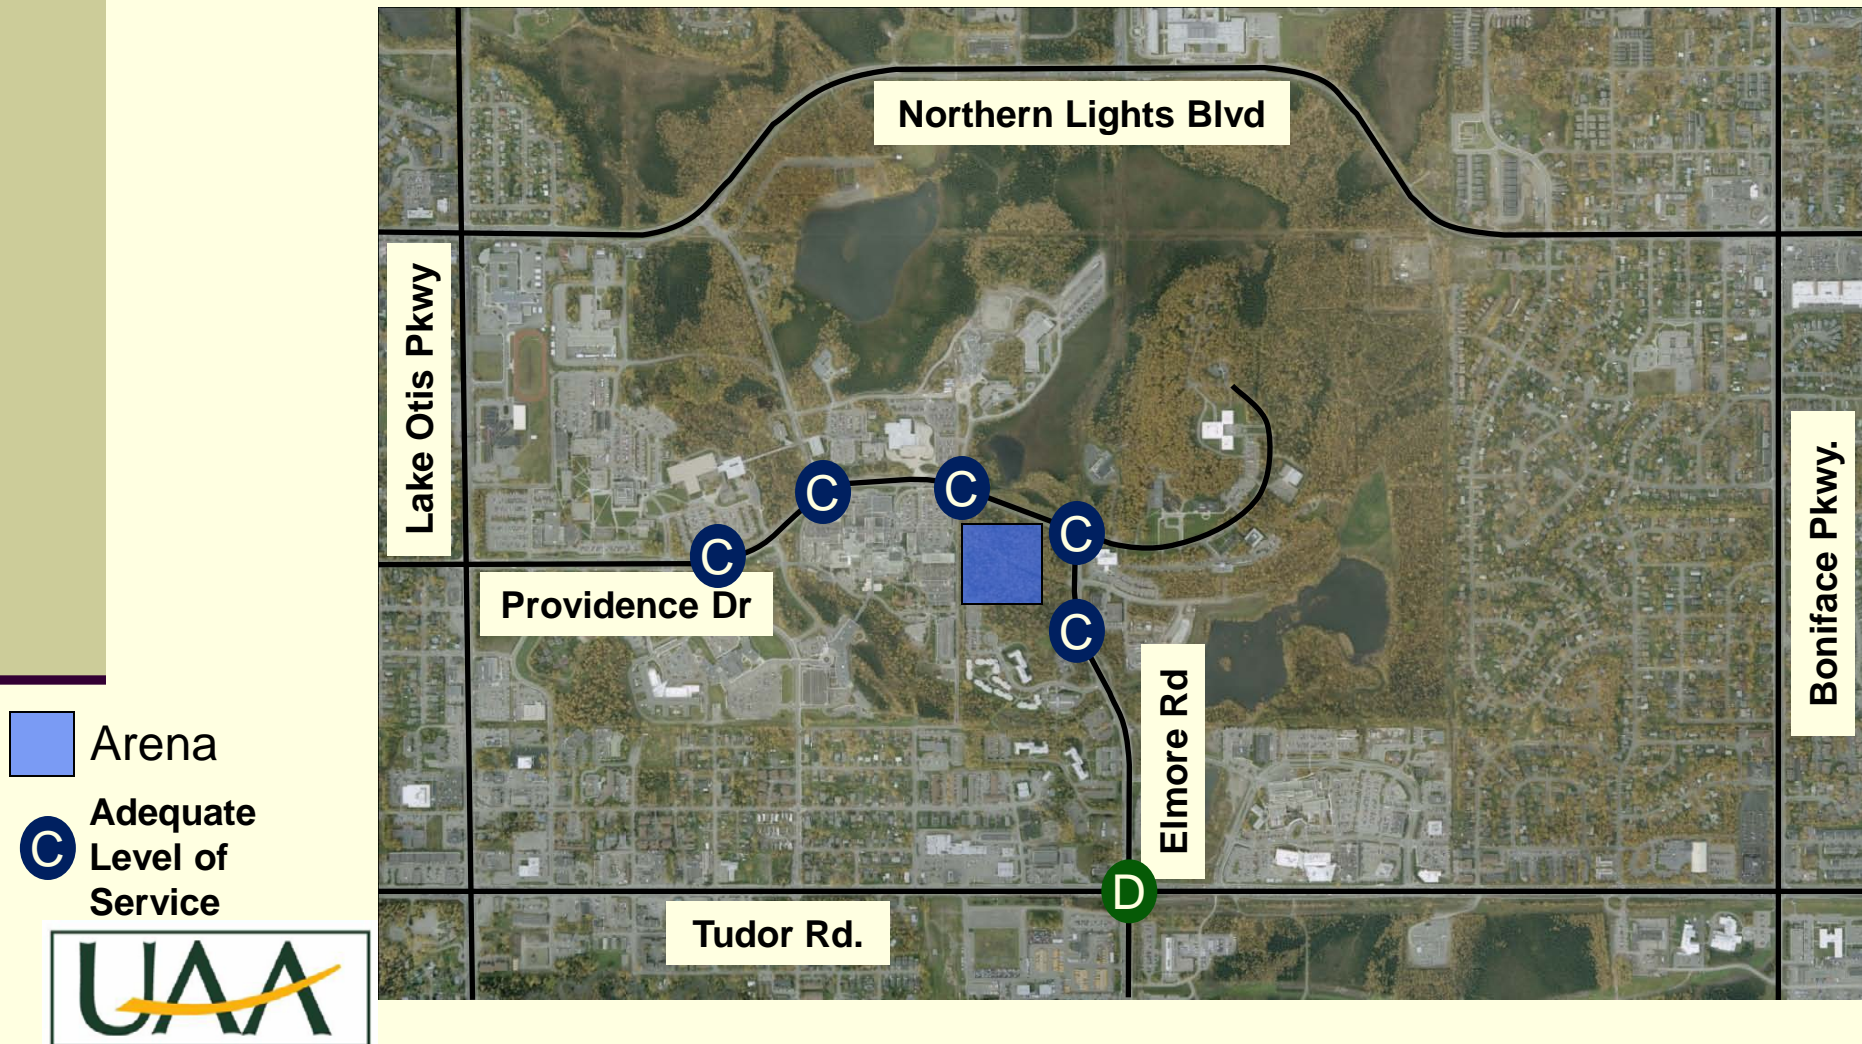 Northern Lights Blvd
Lake Otis Pkwy
C
C
C
C
C
Providence Dr
Boniface Pkwy.
Elmore Rd
D
Tudor Rd.
Arena
C
Adequate
Level of
Service
UAA